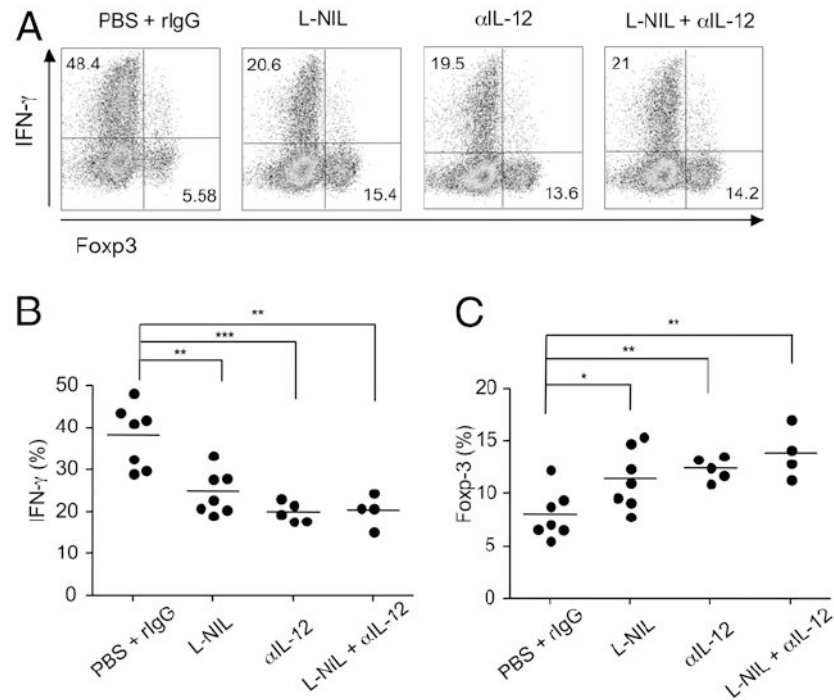 A
PBS + rIgG L-NIL αIL-12 L-NIL + αIL-12
48.4 20.6 19.5 21
IFN-γ
5.58 15.4 13.6 14.2
Foxp3
B
**
***
**
50
40
30
20
10
0
IFN-γ (%)
PBS + rIgG L-NIL αIL-12 L-NIL + αIL-12
C
**
**
*
20
15
10
5
0
Foxp-3 (%)
PBS + rIgG L-NIL αIL-12 L-NIL + αIL-12